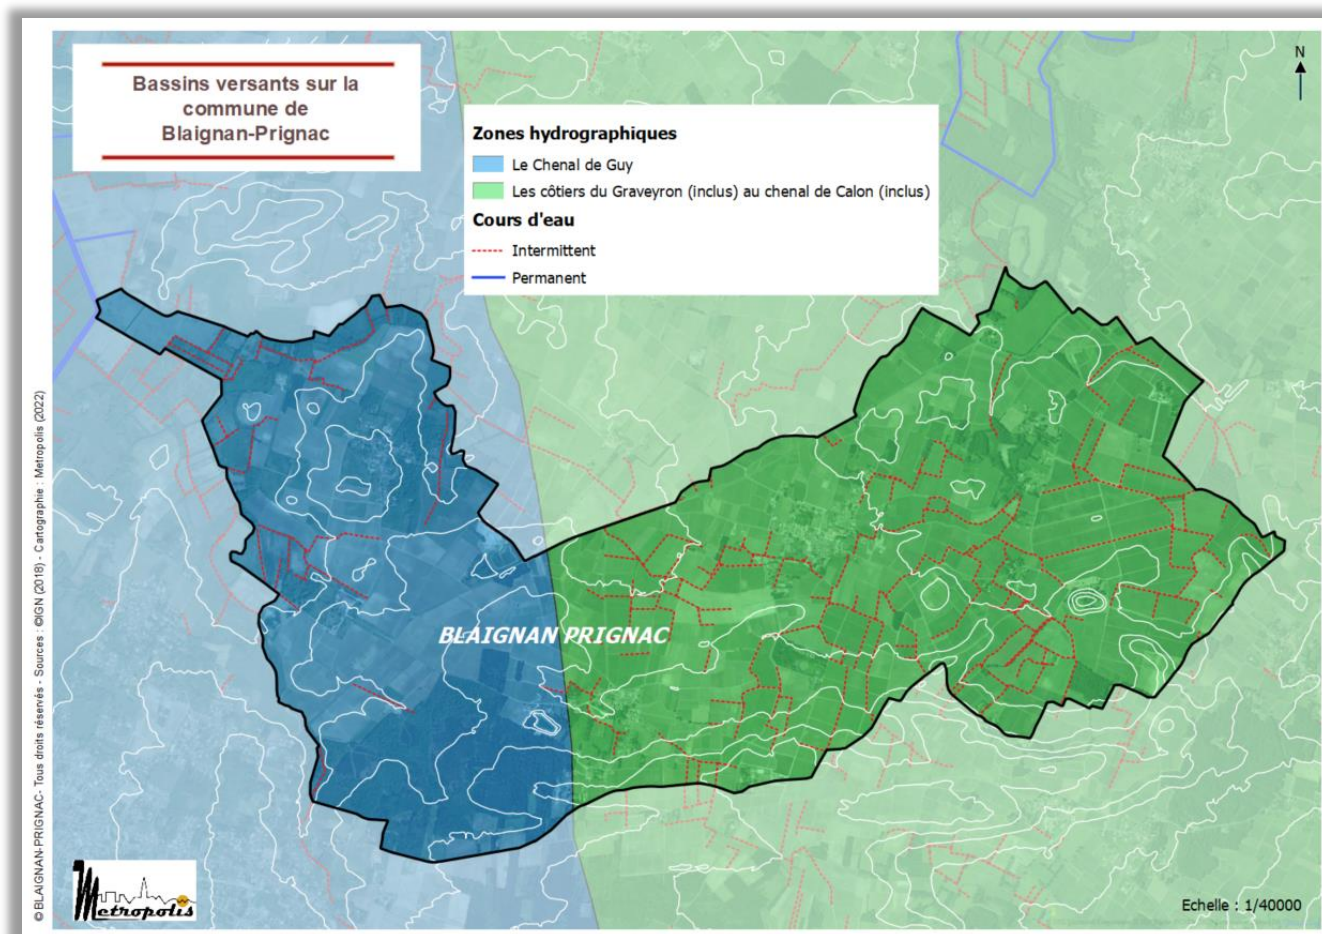 Bassins versants sur la
commune de
Blaignan-Prignac
N
Zones hydrographiques
Le Chenal de Guy
Les côtiers du Graveyron (inclus) au chenal de Calon (inclus)
Cours d'eau
Intermittent
Permanent
BLAIGNAN PRIGNAC
© BLAIGNAN-PRIGNAC- Tous droits réservés - Sources : ©IGN (2018) - Cartographie : Metropolis (2022)
Metropolis
Echelle : 1/40000